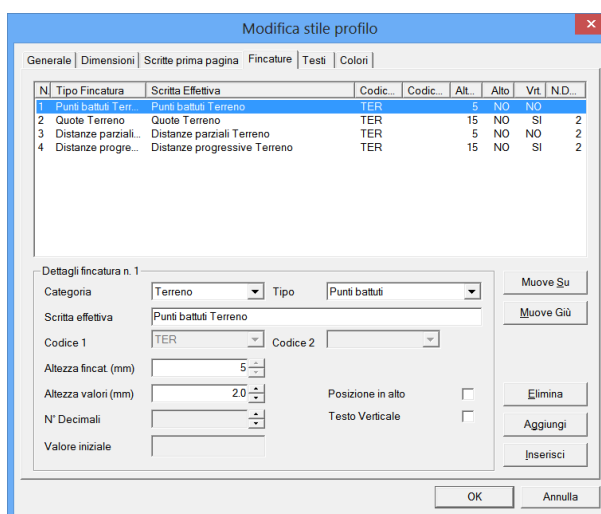 Modifica stile profilo
Generale Dimensioni Scritte prima pagina Fincature Testi Colori
N. Tipo Fincatura Scritta Effettiva Codic... Codic... Alt... Alto Vrt. N.D...
1 Punti battuti Terr... Punti battuti Terreno TER 5 NO NO
2 Quote Terreno Quote Terreno TER 15 NO SI 2
3 Distanze parziali... Distanze parziali Terreno TER 5 NO NO 2
4 Distanze progre... Distanze progressive Terreno TER 15 NO SI 2
Dettagli fincatura n. 1
Categoria Terreno Tipo Punti battuti
Scritta effettiva Punti battuti Terreno
Codice 1 TER Codice 2
Altezza fincat. (mm) 5
Altezza valori (mm) 2.0 Posizione in alto
N° Decimali Testo Verticale
Valore iniziale
Muove Su
Muove Giù
Elimina
Aggiungi
Inserisci
OK Annulla